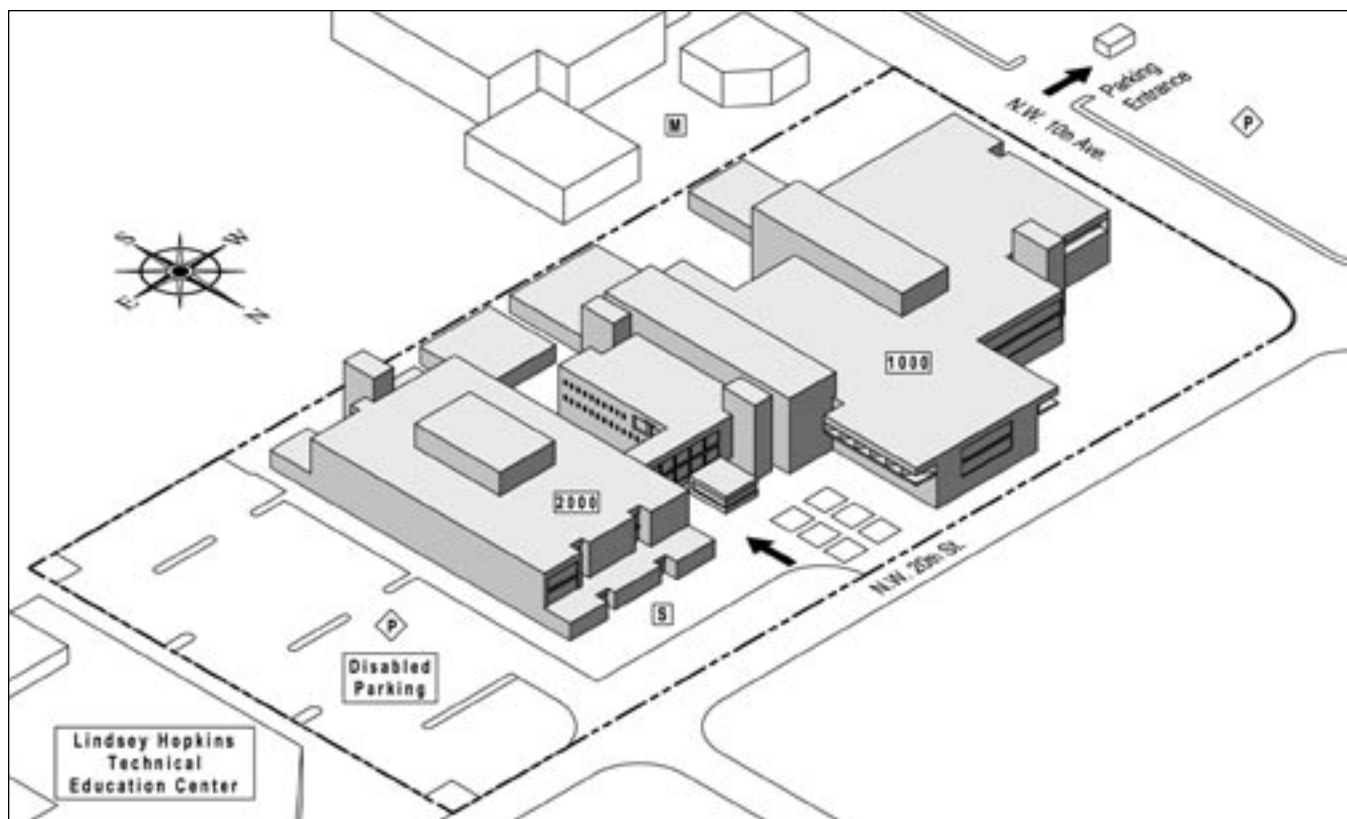 M
Parking
Entrance
N.W. 10th Ave.
P
S
W
E
N
1000
2000
N.W. 20th St.
S
P
Disabled
Parking
Lindsey Hopkins
Technical
Education Center